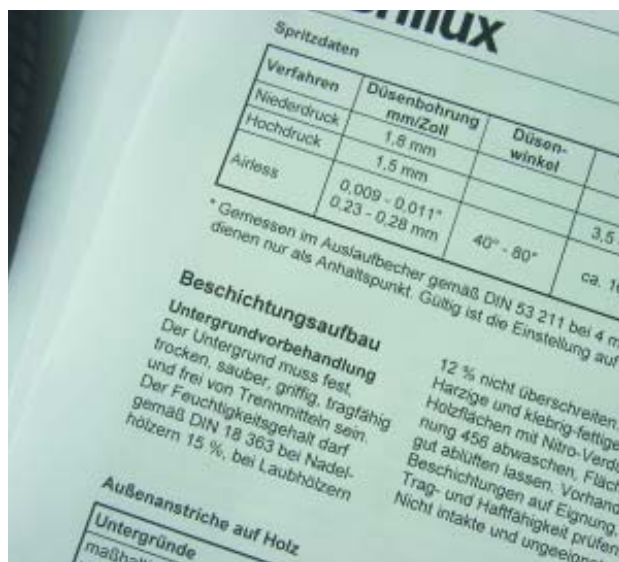 Spritzdaten
Verfahren Düsenbohrung mm/Zoll Düsen-winkel
Niederdruck 1,8 mm
Hochdruck 1,5 mm 3,5
Airless 0,009 - 0,011" 40° - 80° ca.
0,23 - 0,28 mm
* Gemessen im Auslaufbecher gemäß DIN 53 211 bei 4 m
dienen nur als Anhaltspunkt. Gültig ist die Einstellung auf
Beschichtungsaufbau
Untergrundvorbehandlung
Der Untergrund muss fest,
trocken, sauber, griffig, tragfähig
und frei von Trennmitteln sein.
Der Feuchtigkeitsgehalt darf
gemäß DIN 18 363 bei Nadel-
hölzern 15 %, bei Laubhölzern
12 % nicht überschreiten.
Harzige und klebrig-fettige
Holzflächen mit Nitro-Verd
nung 456 abwaschen. Fläch
gut ablüften lassen. Vorhand
Beschichtungen auf Eignung,
Trag- und Haftfähigkeit prüfen
Nicht intakte und ungeeignet
Außenanstriche auf Holz
Untergründe